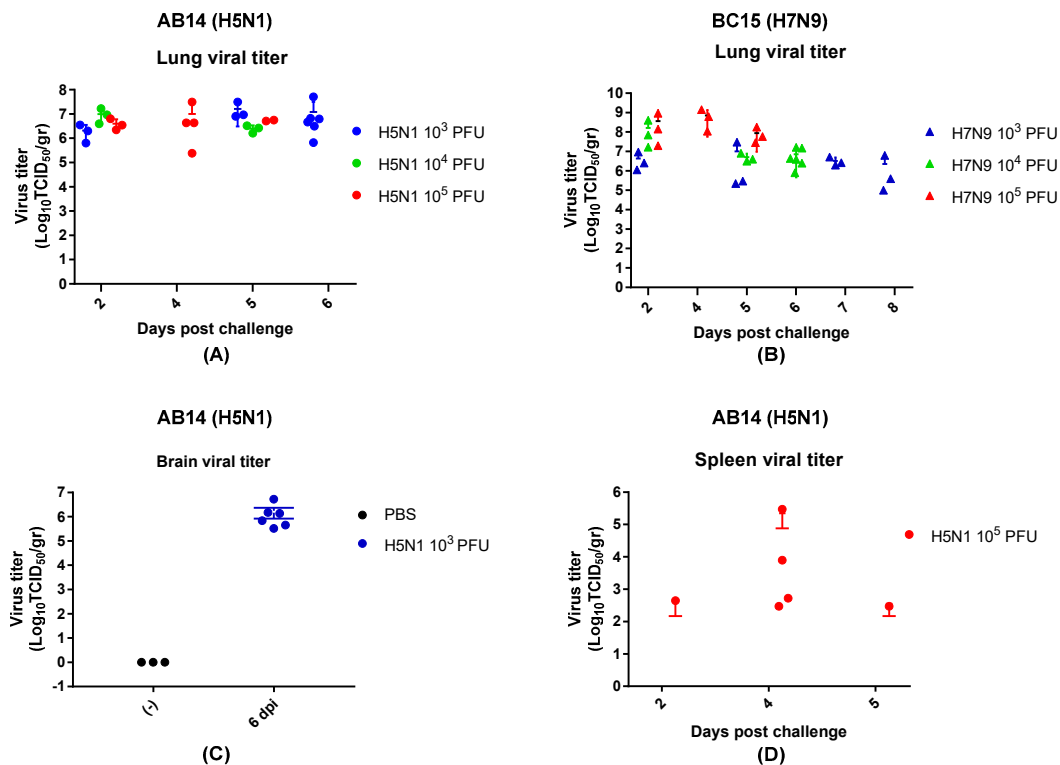 AB14 (H5N1)
Lung viral titer
Virus titer
(Log₁₀TCID₅₀/gr)
10
9
8
7
6
5
4
3
2
1
0
2
4
5
6
Days post challenge
H5N1 10³ PFU
H5N1 10⁴ PFU
H5N1 10⁵ PFU
(A)
BC15 (H7N9)
Lung viral titer
Virus titer
(Log₁₀TCID₅₀/gr)
10
9
8
7
6
5
4
3
2
1
0
2
4
5
6
7
8
Days post challenge
H7N9 10³ PFU
H7N9 10⁴ PFU
H7N9 10⁵ PFU
(B)
AB14 (H5N1)
Brain viral titer
Virus titer
(Log₁₀TCID₅₀/gr)
7
6
5
4
3
2
1
0
-1
(-)
6 dpi
PBS
H5N1 10³ PFU
(C)
AB14 (H5N1)
Spleen viral titer
Virus titer
(Log₁₀TCID₅₀/gr)
6
5
4
3
2
1
0
2
4
5
Days post challenge
H5N1 10⁵ PFU
(D)